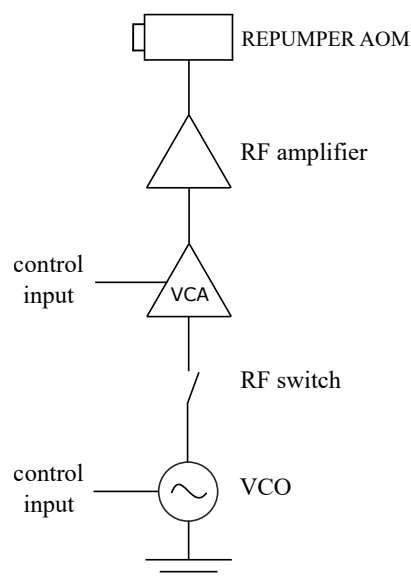 REPUMPER AOM
RF amplifier
control
input
VCA
RF switch
control
input
VCO